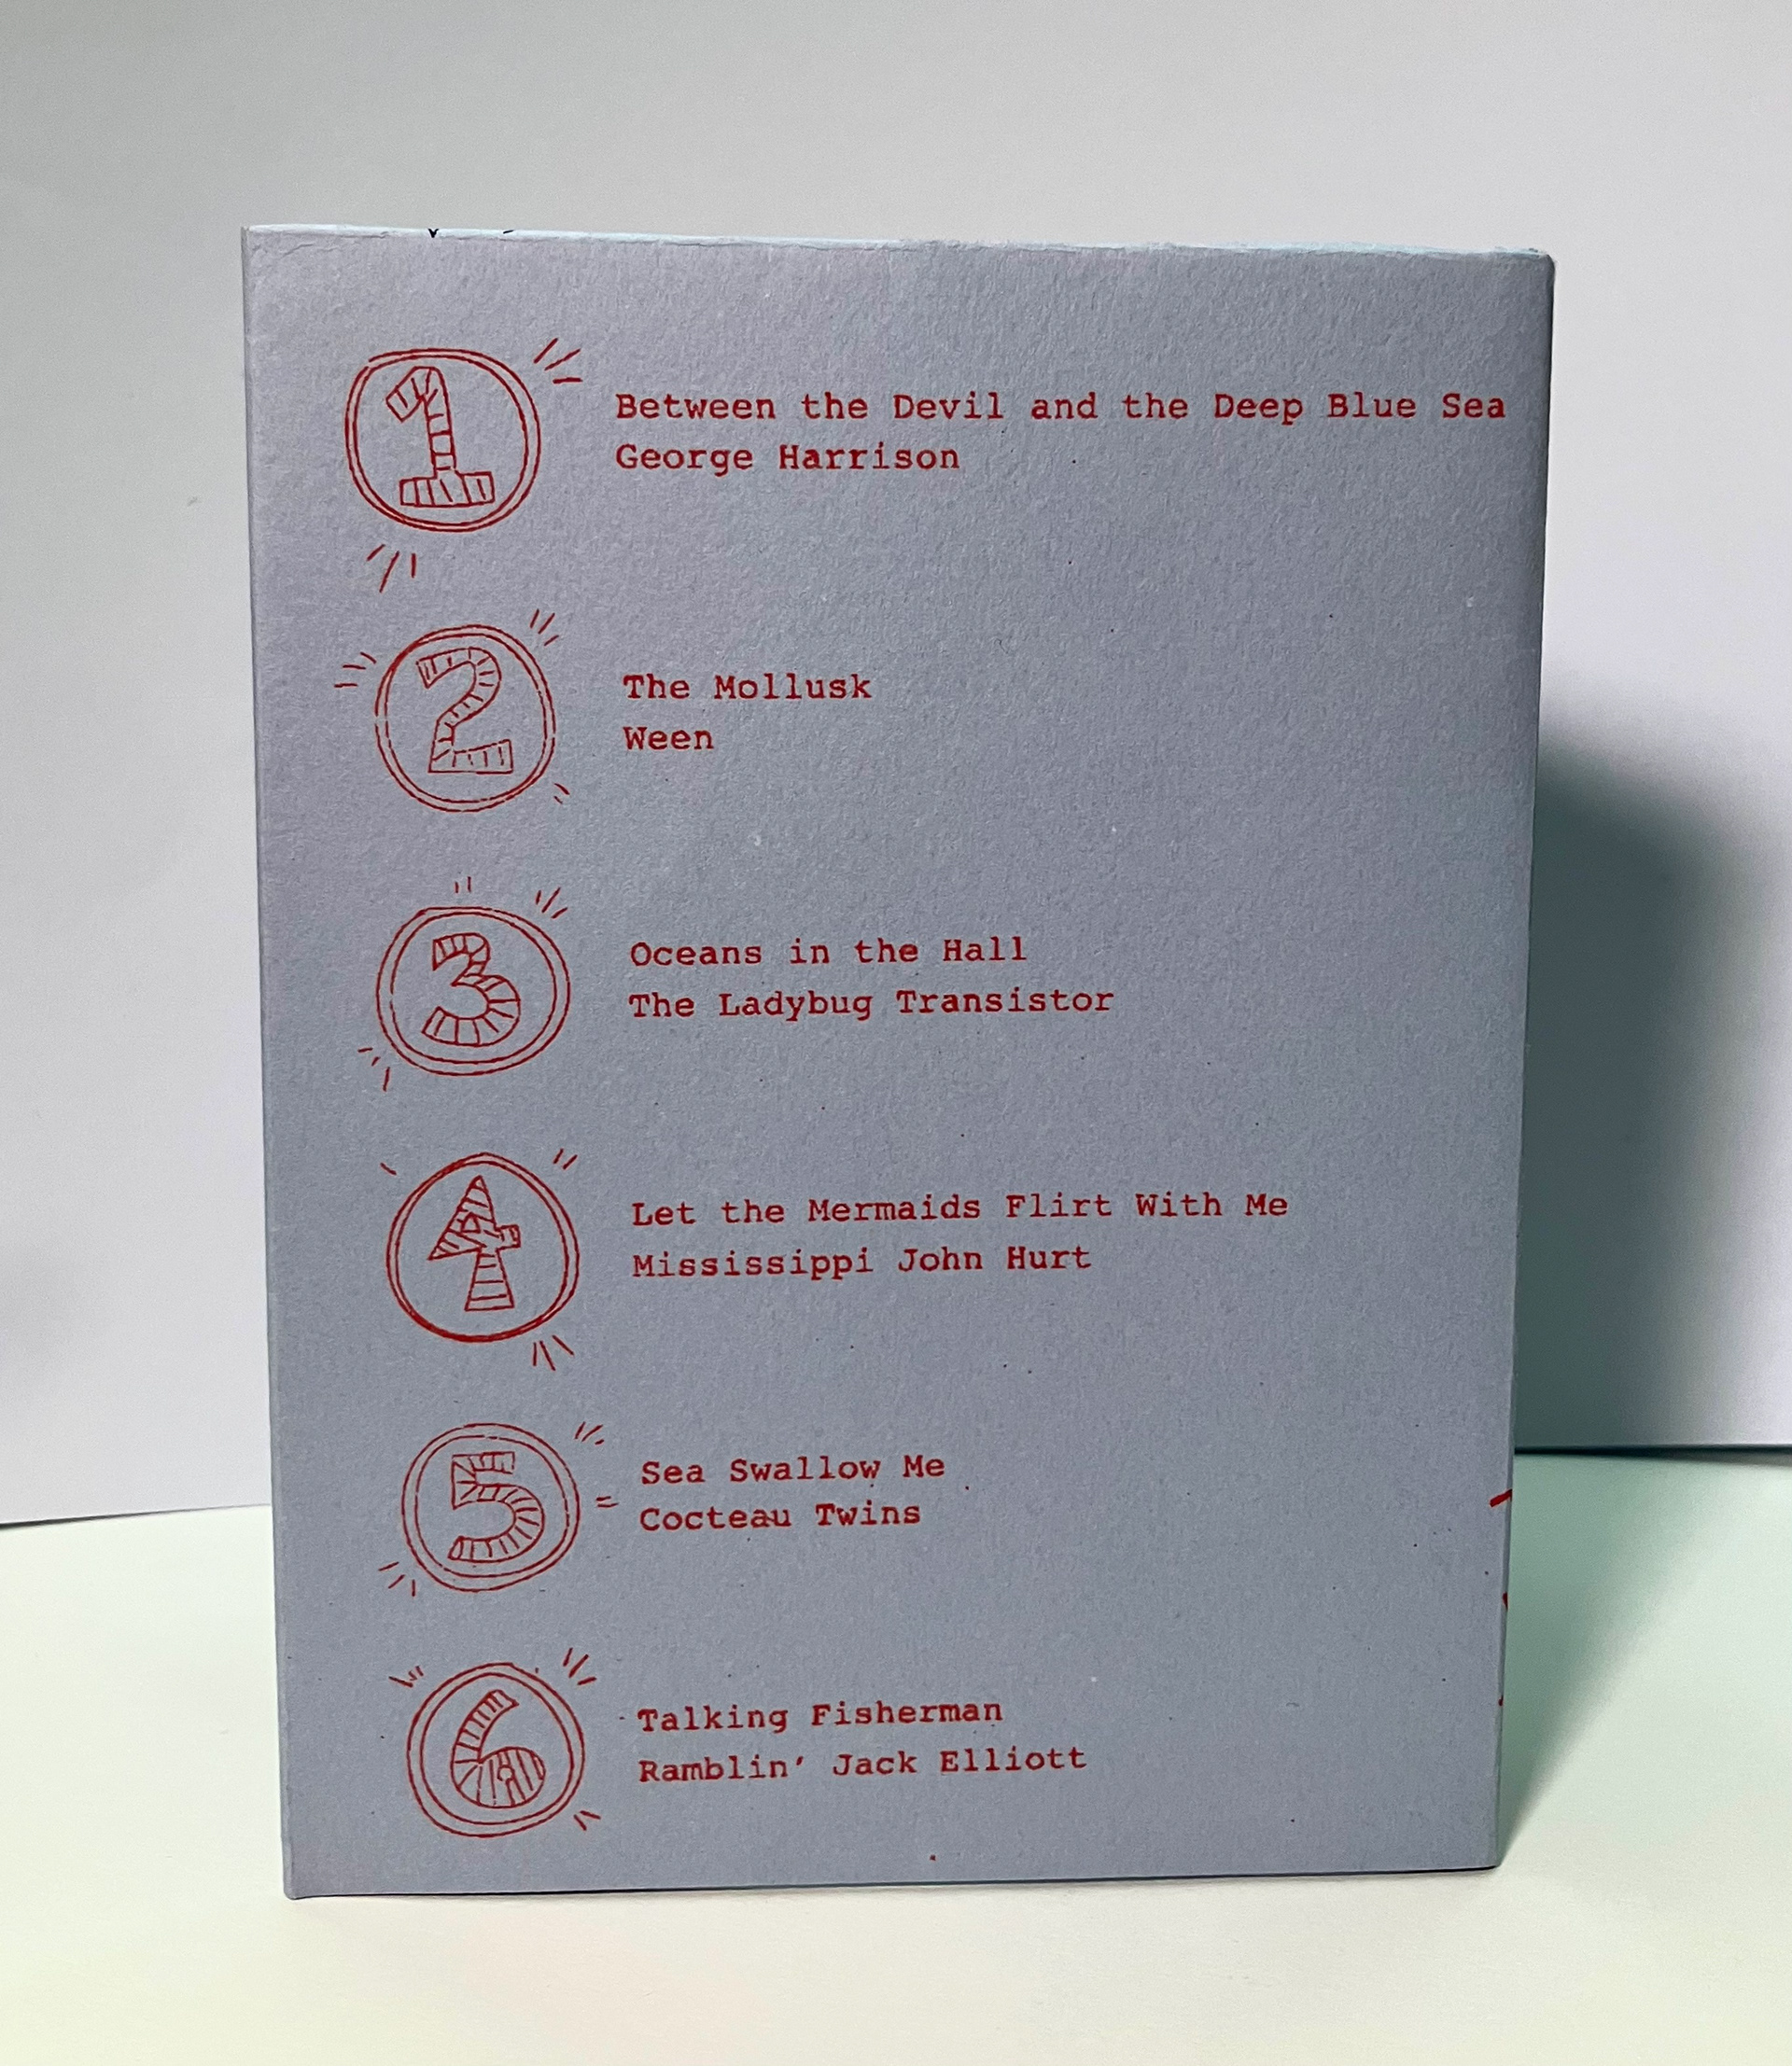 1
Between the Devil and the Deep Blue Sea
George Harrison
2
The Mollusk
Ween
3
Oceans in the Hall
The Ladybug Transistor
4
Let the Mermaids Flirt With Me
Mississippi John Hurt
5
Sea Swallow Me
Cocteau Twins
6
Talking Fisherman
Ramblin' Jack Elliott